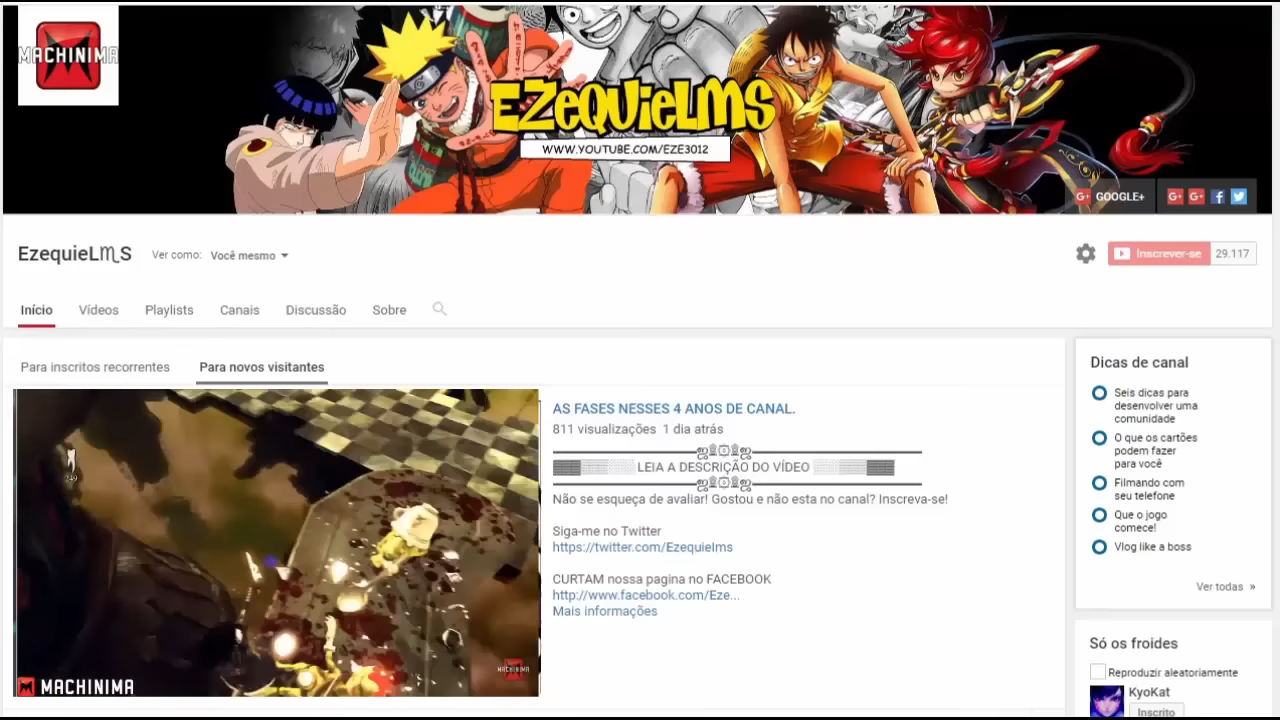 MACHINIMA
EZEQUIELMS
WWW.YOUTUBE.COM/EZE3012
GOOGLE+
EzequieLɱS
Ver como: Você mesmo
Inscrever-se 29.117
Início Vídeos Playlists Canais Discussão Sobre
Para inscritos recorrentes Para novos visitantes
AS FASES NESSES 4 ANOS DE CANAL.
811 visualizações 1 dia atrás
LEIA A DESCRIÇÃO DO VÍDEO
Não se esqueça de avaliar! Gostou e não esta no canal? Inscreva-se!
Siga-me no Twitter
https://twitter.com/Ezequielms
CURTAM nossa pagina no FACEBOOK
http://www.facebook.com/Eze...
Mais informações
249
MACHINIMA
MACHINIMA
Dicas de canal
Seis dicas para
desenvolver uma
comunidade
O que os cartões
podem fazer
para você
Filmando com
seu telefone
Que o jogo
comece!
Vlog like a boss
Ver todas »
Só os froides
Reproduzir aleatoriamente
KyoKat
Inscrito